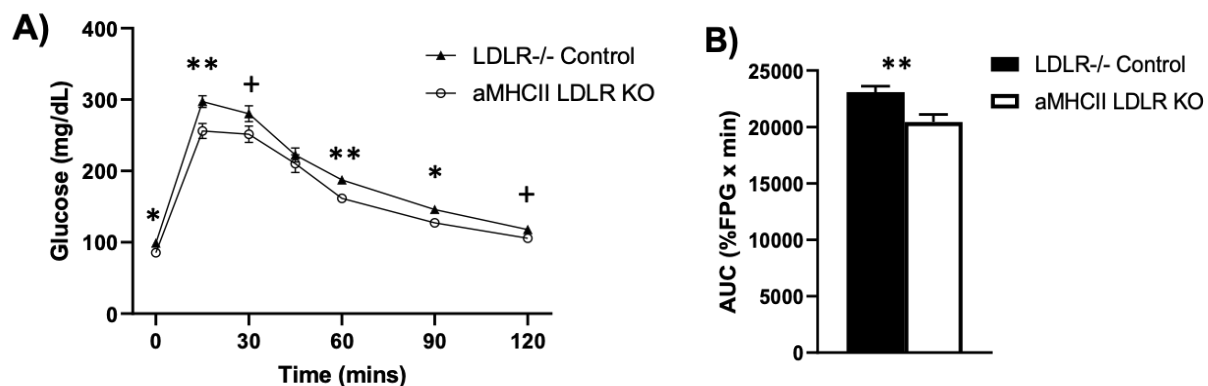 A)
Glucose (mg/dL)
400
300
200
100
0
* ** + ** * +
LDLR-/- Control
aMHCII LDLR KO
0 30 60 90 120
Time (mins)
B)
AUC (%FPG x min)
25000
20000
15000
10000
5000
0
**
LDLR-/- Control
aMHCII LDLR KO